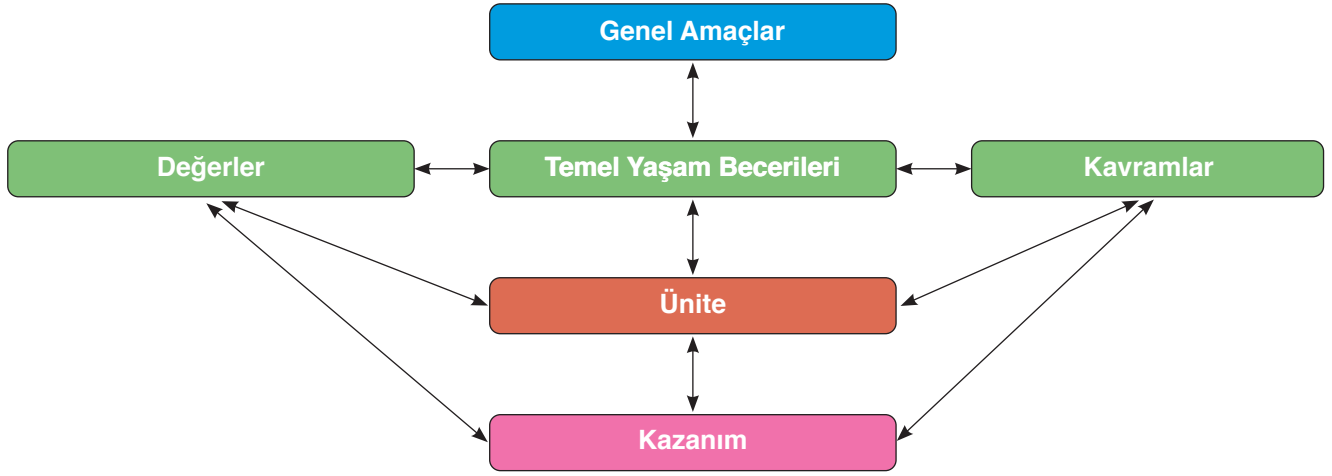 Genel Amaçlar
Değerler
Temel Yaşam Becerileri
Kavramlar
Ünite
Kazanım